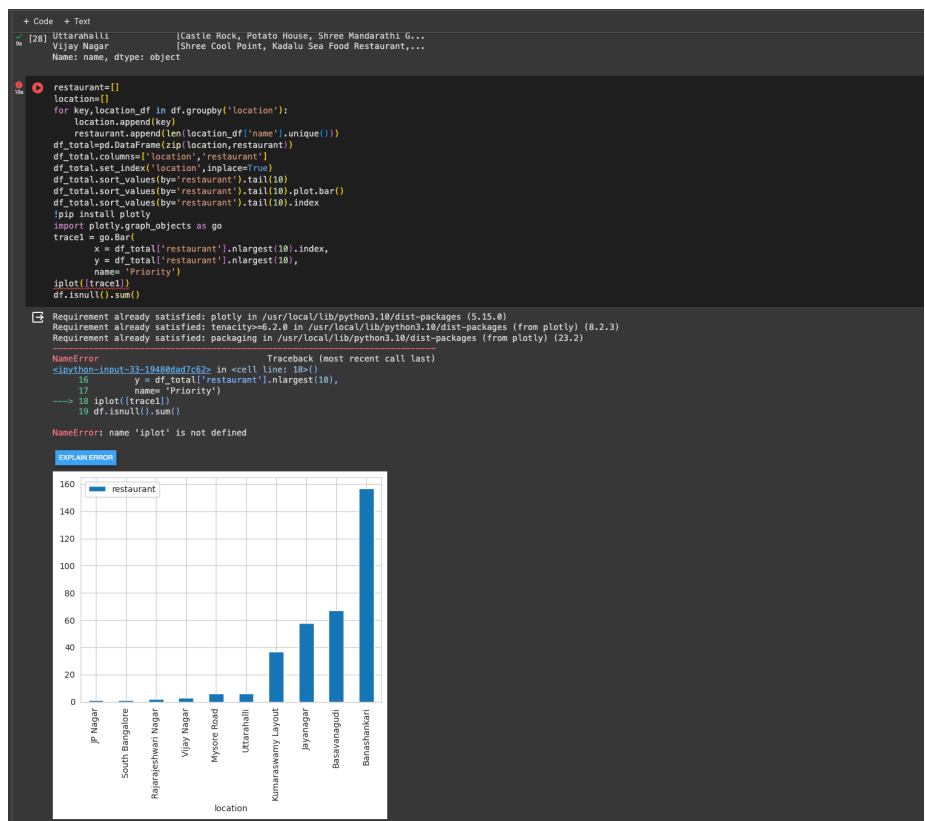 + Code + Text
[28] Uttarahalli [Castle Rock, Potato House, Shree Mandarathi G...
0s
Vijay Nagar [Shree Cool Point, Kadalu Sea Food Restaurant,...
Name: name, dtype: object
10s
restaurant=[]
location=[]
for key,location_df in df.groupby('location'):
    location.append(key)
    restaurant.append(len(location_df['name'].unique()))
df_total=pd.DataFrame(zip(location,restaurant))
df_total.columns=['location','restaurant']
df_total.set_index('location',inplace=True)
df_total.sort_values(by='restaurant').tail(10)
df_total.sort_values(by='restaurant').tail(10).plot.bar()
df_total.sort_values(by='restaurant').tail(10).index
!pip install plotly
import plotly.graph_objects as go
trace1 = go.Bar(
        x = df_total['restaurant'].nlargest(10).index,
        y = df_total['restaurant'].nlargest(10),
        name= 'Priority')
iplot([trace1])
df.isnull().sum()
Requirement already satisfied: plotly in /usr/local/lib/python3.10/dist-packages (5.15.0)
Requirement already satisfied: tenacity>=6.2.0 in /usr/local/lib/python3.10/dist-packages (from plotly) (8.2.3)
Requirement already satisfied: packaging in /usr/local/lib/python3.10/dist-packages (from plotly) (23.2)
---------------------------------------------------------------------------
NameError Traceback (most recent call last)
<ipython-input-33-19480dad7c62> in <cell line: 18>()
     16         y = df_total['restaurant'].nlargest(10),
     17         name= 'Priority')
---> 18 iplot([trace1])
     19 df.isnull().sum()
NameError: name 'iplot' is not defined
EXPLAIN ERROR
restaurant
160
140
120
100
80
60
40
20
0
JP Nagar
South Bangalore
Rajarajeshwari Nagar
Vijay Nagar
Mysore Road
Uttarahalli
Kumaraswamy Layout
Jayanagar
Basavanagudi
Banashankari
location